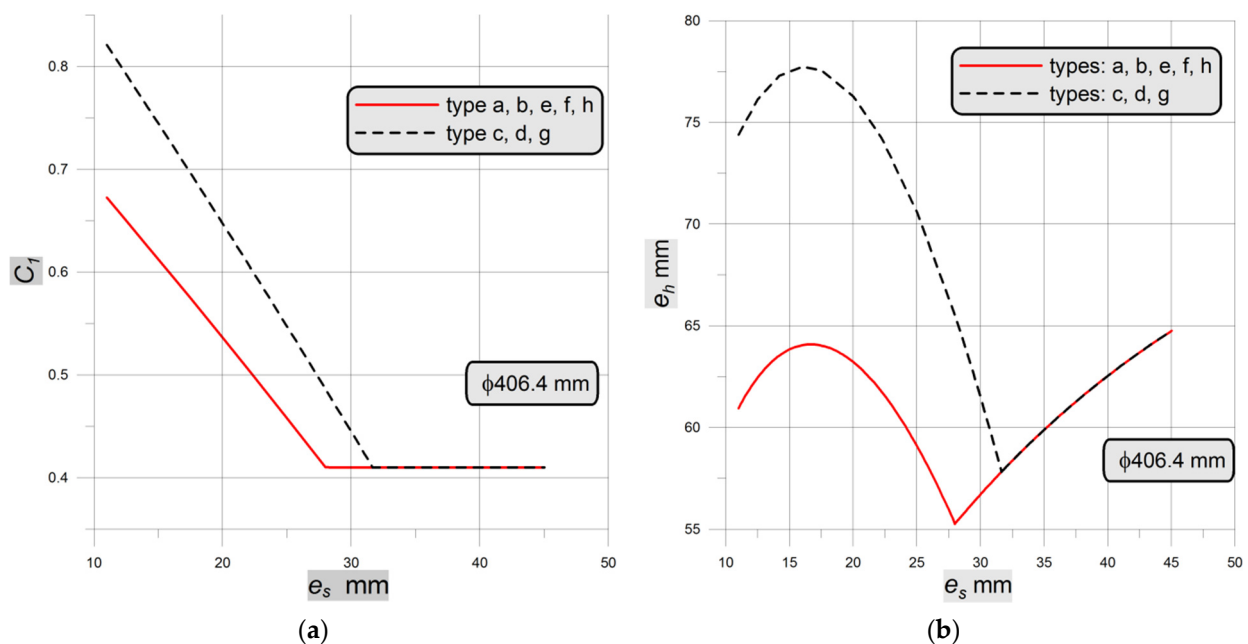 0.8
0.7
0.6
0.5
0.4
C1
10
20
30
40
50
es mm
type a, b, e, f, h
type c, d, g
ϕ406.4 mm
(a)
80
75
70
65
60
55
eh mm
10
15
20
25
30
35
40
45
50
es mm
types: a, b, e, f, h
types: c, d, g
ϕ406.4 mm
(b)